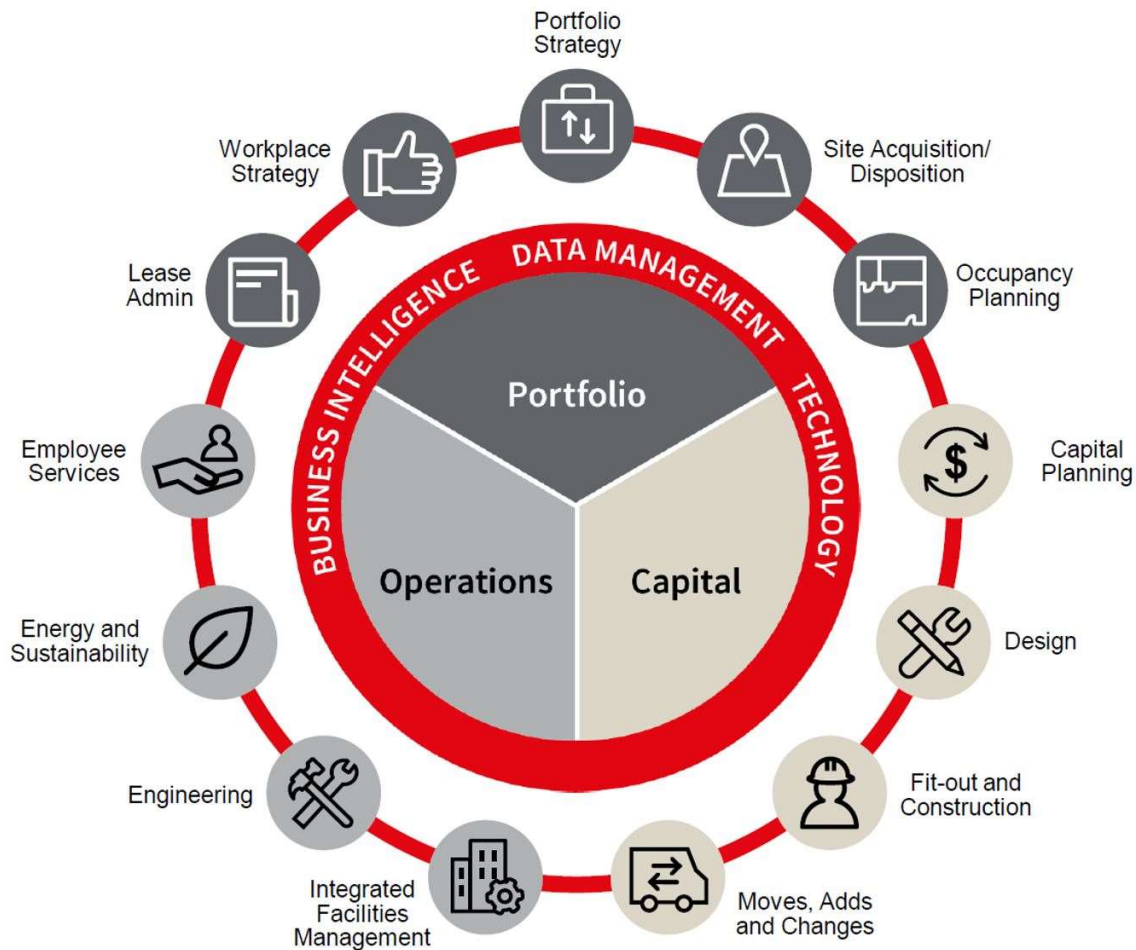 Portfolio
Strategy
Site Acquisition/
Disposition
Occupancy
Planning
Capital
Planning
Design
Fit-out and
Construction
Moves, Adds
and Changes
Integrated
Facilities
Management
Engineering
Energy and
Sustainability
Employee
Services
Lease
Admin
Workplace
Strategy
BUSINESS INTELLIGENCE
DATA MANAGEMENT
TECHNOLOGY
Portfolio
Operations
Capital
$